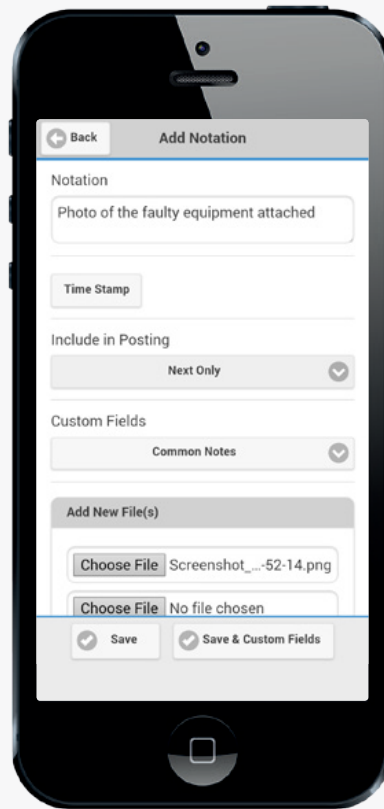 Back
Add Notation
Notation
Photo of the faulty equipment attached
Time Stamp
Include in Posting
Next Only
Custom Fields
Common Notes
Add New File(s)
Choose File Screenshot_...-52-14.png
Choose File No file chosen
Save
Save & Custom Fields